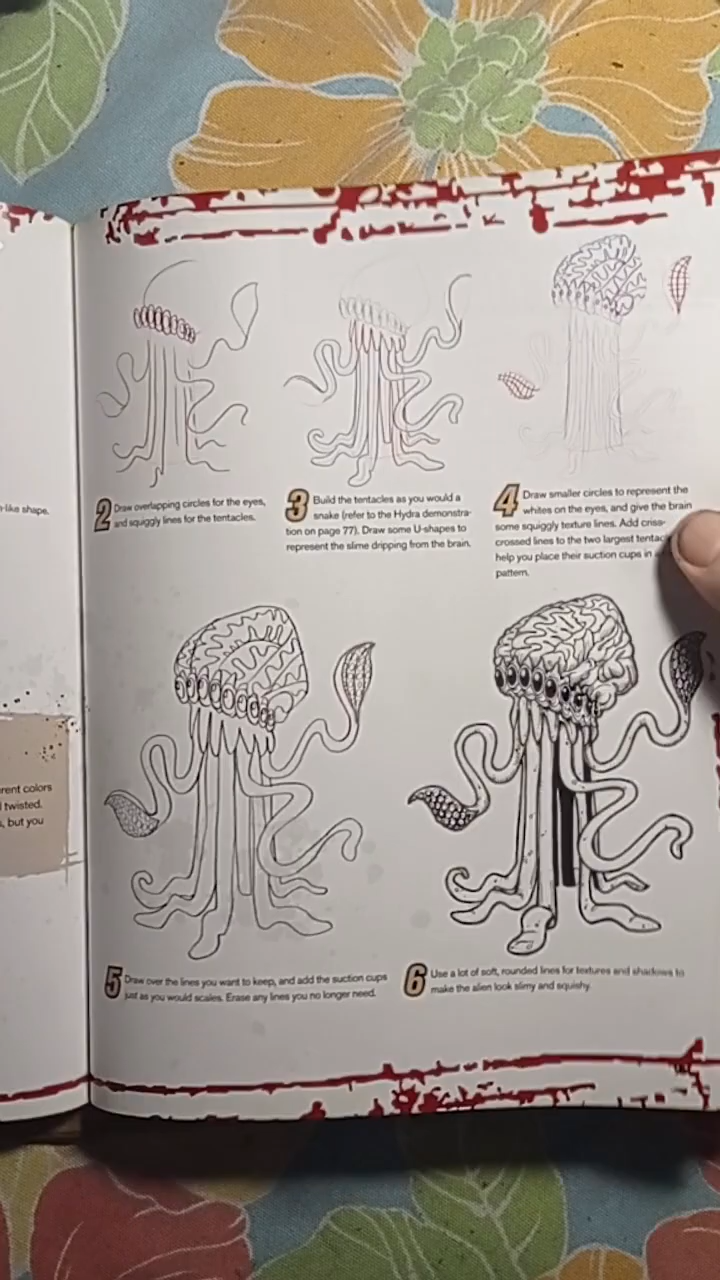 -like shape.
rent colors
twisted.
, but you
2 Draw overlapping circles for the eyes,
and squiggly lines for the tentacles.
3 Build the tentacles as you would a
snake (refer to the Hydra demonstra-
tion on page 77). Draw some U-shapes to
represent the slime dripping from the brain.
4 Draw smaller circles to represent the
whites on the eyes, and give the brain
some squiggly texture lines. Add criss-
crossed lines to the two largest
help you place their suction cups in
pattern.
5 Draw over the lines you want to keep, and add the suction cups
just as you would scales. Erase any lines you no longer need.
6 Use a lot of soft, rounded lines for textures and shadows to
make the alien look slimy and squishy.